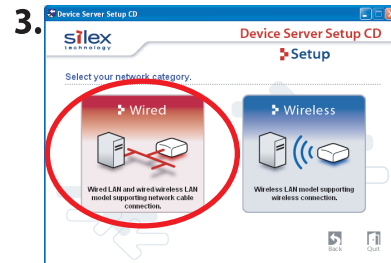 3.
Device Server Setup CD
silex
technology
Device Server Setup CD
Setup
Select your network category.
Wired
Wired LAN and wired/wireless LAN
model supporting network cable
connection.
Wireless
Wireless LAN model supporting
wireless connection.
Back
Quit